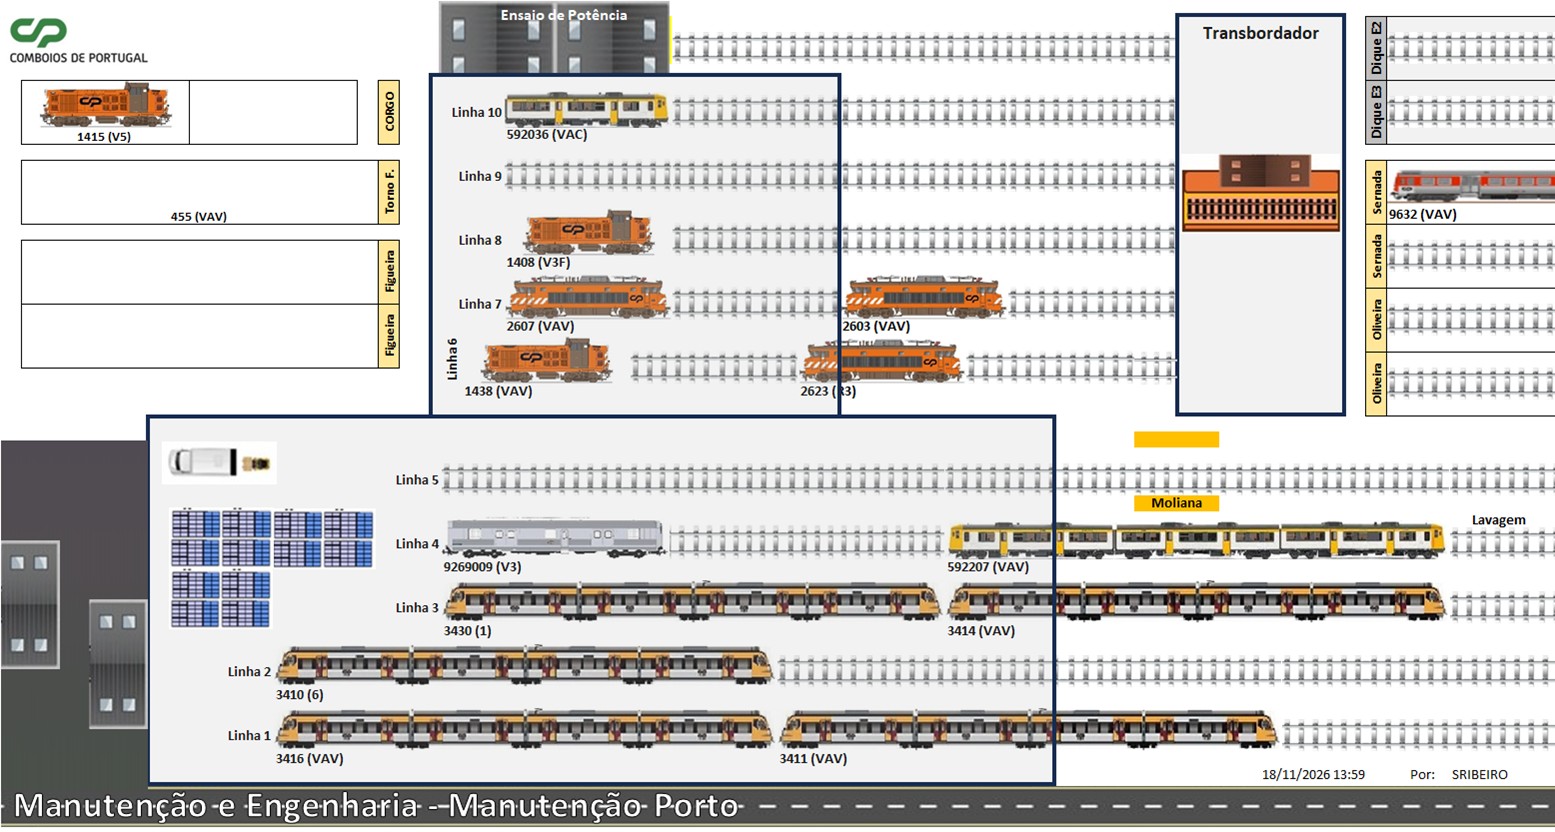 CP
COMBOIOS DE PORTUGAL
Ensaio de Potência
Transbordador
Dique E2
Dique E3
1415 (V5)
CORGO
455 (VAV)
Torno F.
Figueira
Figueira
Linha 10
592036 (VAC)
Linha 9
Linha 8
1408 (V3F)
Linha 7
2607 (VAV)
2603 (VAV)
Linha 6
1438 (VAV)
2623 (R3)
Sernada
9632 (VAV)
Sernada
Oliveira
Oliveira
Linha 5
Moliana
Lavagem
Linha 4
9269009 (V3)
592207 (VAV)
Linha 3
3430 (1)
3414 (VAV)
Linha 2
3410 (6)
Linha 1
3416 (VAV)
3411 (VAV)
18/11/2026 13:59 Por: SRIBEIRO
Manutenção e Engenharia - Manutenção Porto